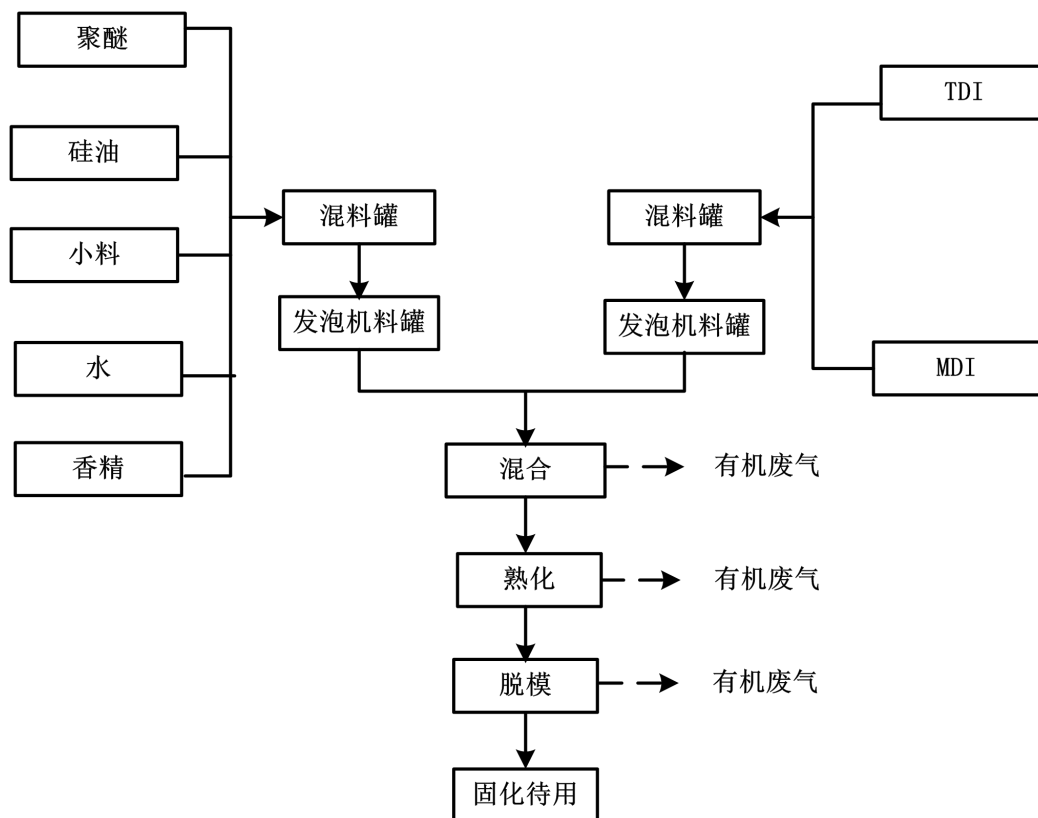 聚醚
TDI
硅油
混料罐
混料罐
小料
发泡机料罐
发泡机料罐
水
MDI
香精
混合
有机废气
熟化
有机废气
脱模
有机废气
固化待用